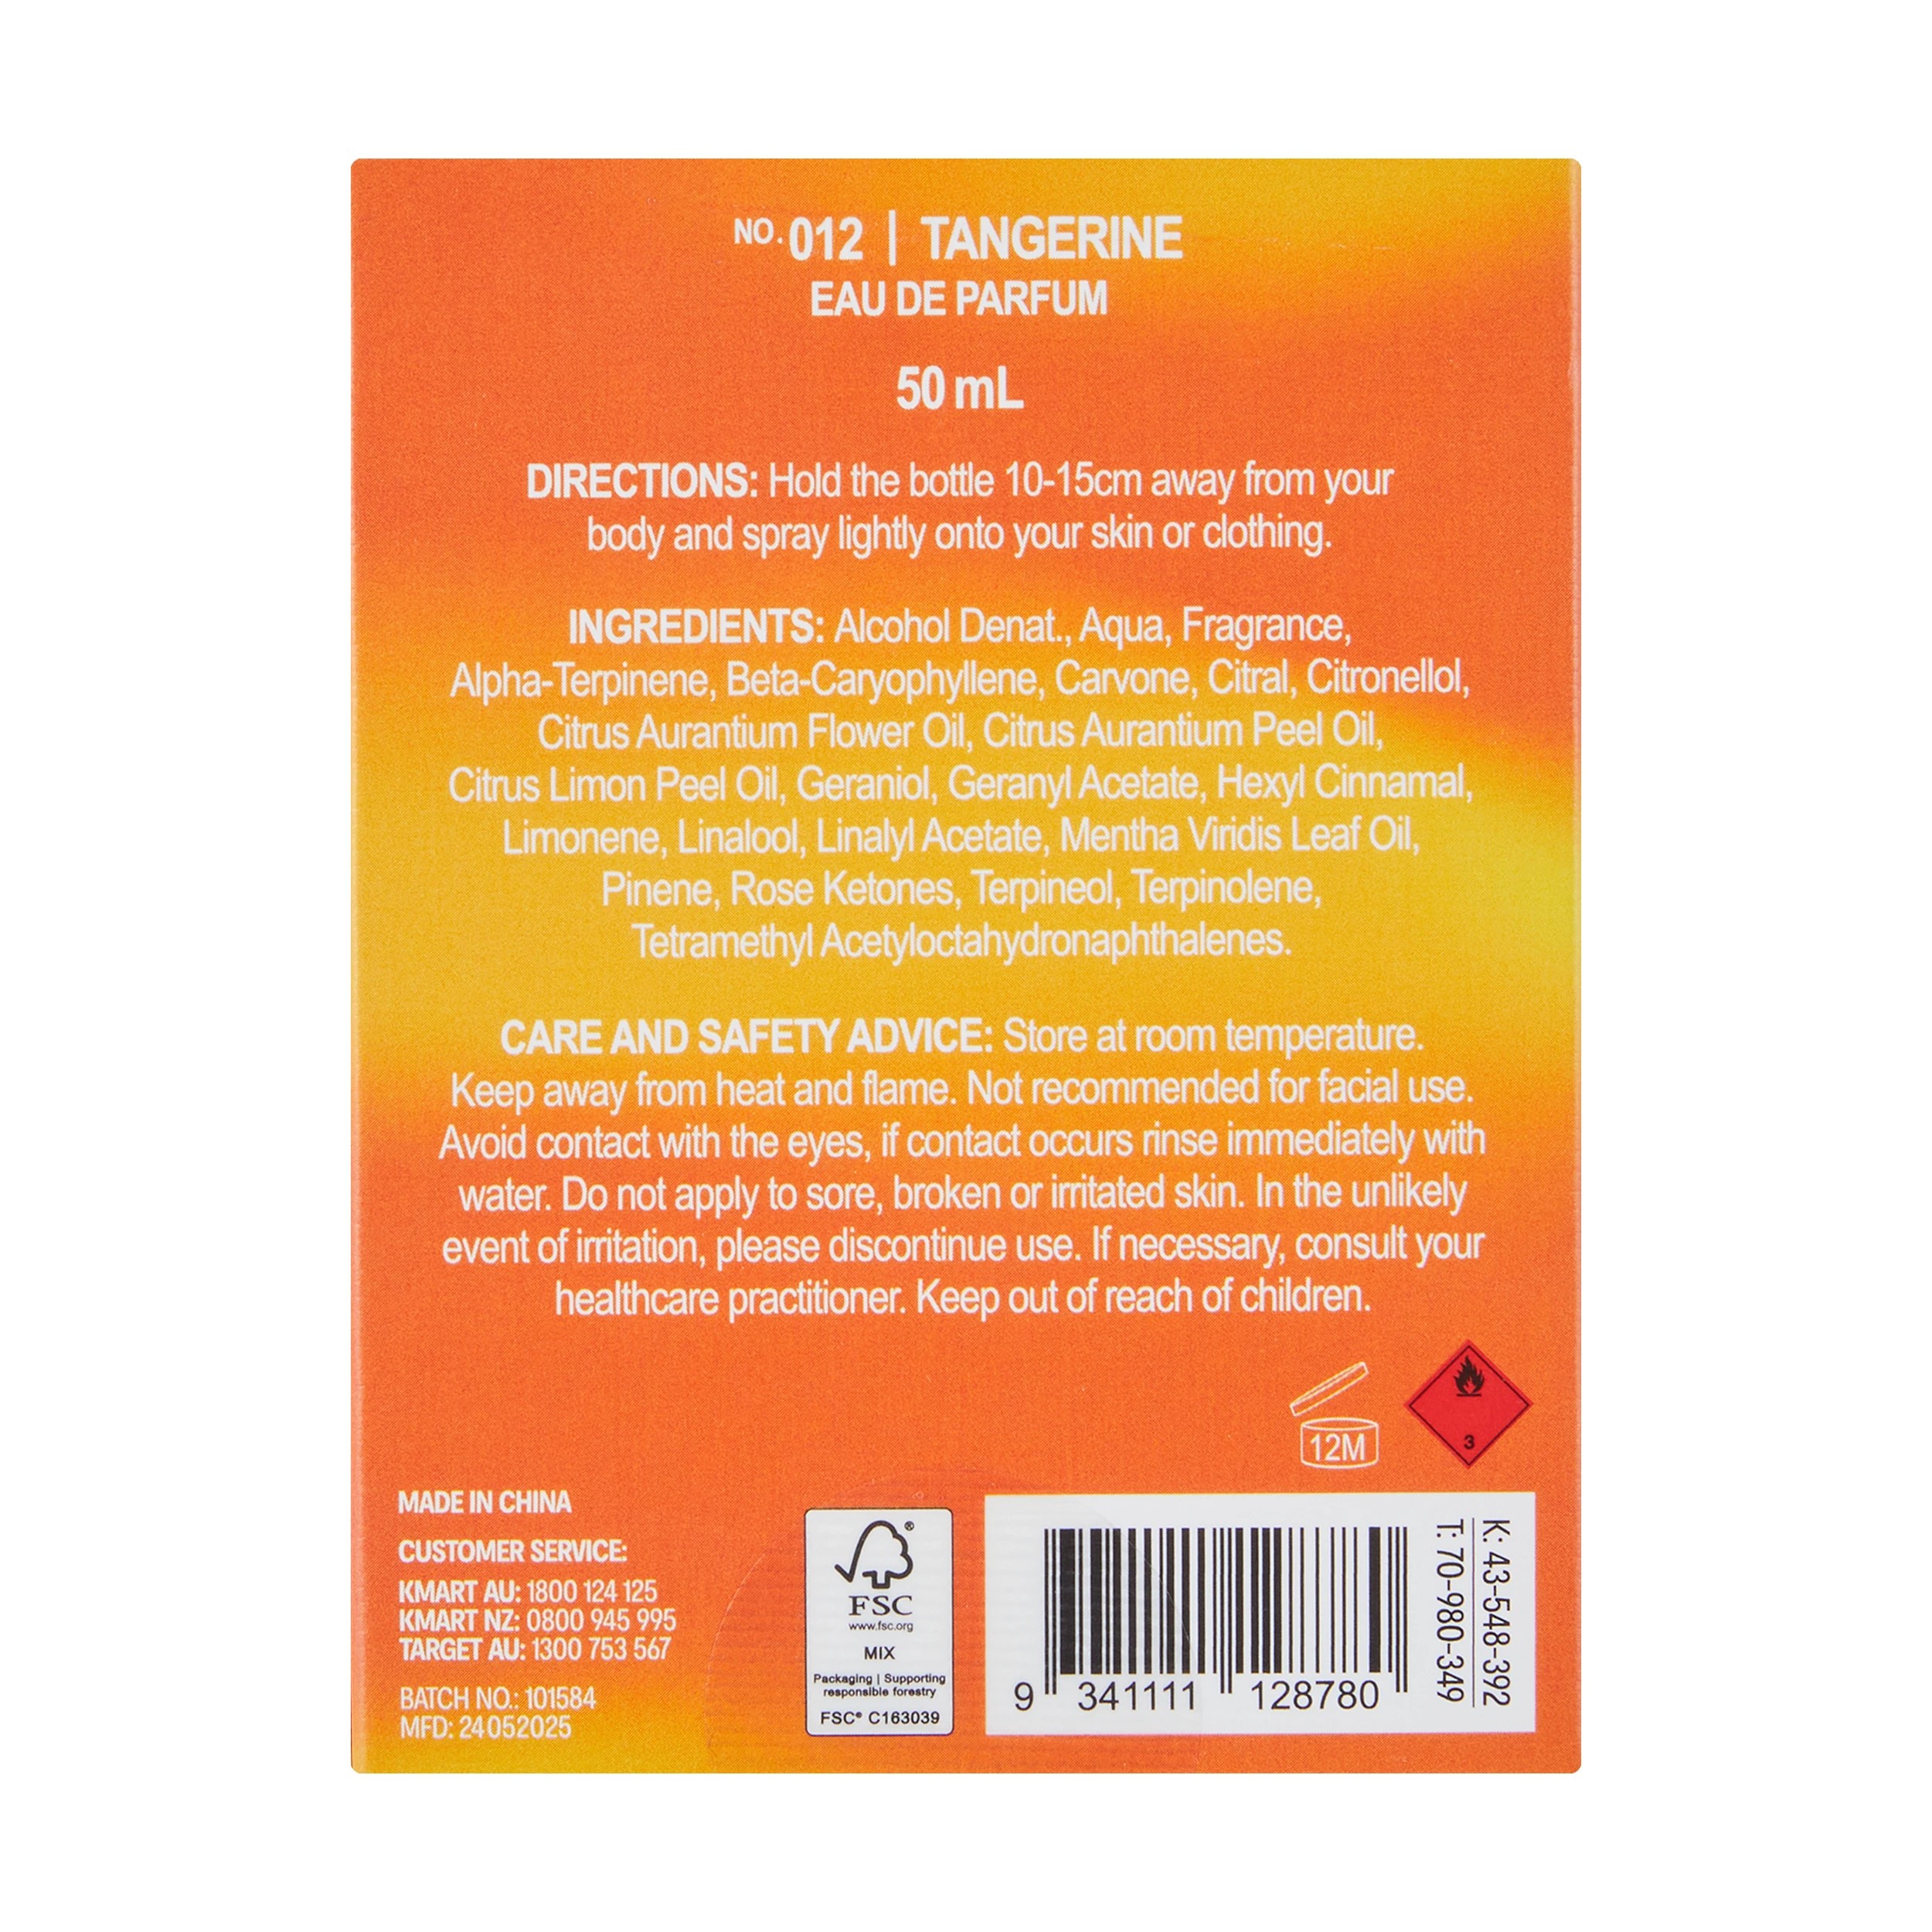 NO. 012 | TANGERINE
EAU DE PARFUM
50 mL
DIRECTIONS: Hold the bottle 10-15cm away from your
body and spray lightly onto your skin or clothing.
INGREDIENTS: Alcohol Denat., Aqua, Fragrance,
Alpha-Terpinene, Beta-Caryophyllene, Carvone, Citral, Citronellol,
Citrus Aurantium Flower Oil, Citrus Aurantium Peel Oil,
Citrus Limon Peel Oil, Geraniol, Geranyl Acetate, Hexyl Cinnamal,
Limonene, Linalool, Linalyl Acetate, Mentha Viridis Leaf Oil,
Pinene, Rose Ketones, Terpineol, Terpinolene,
Tetramethyl Acetyloctahydronaphthalenes.
CARE AND SAFETY ADVICE: Store at room temperature.
Keep away from heat and flame. Not recommended for facial use.
Avoid contact with the eyes, if contact occurs rinse immediately with
water. Do not apply to sore, broken or irritated skin. In the unlikely
event of irritation, please discontinue use. If necessary, consult your
healthcare practitioner. Keep out of reach of children.
12M
3
MADE IN CHINA
CUSTOMER SERVICE:
KMART AU: 1800 124 125
KMART NZ: 0800 945 995
TARGET AU: 1300 753 567
BATCH NO.: 101584
MFD: 24052025
®
FSC
www.fsc.org
MIX
Packaging | Supporting
responsible forestry
FSC® C163039
9 341111 128780
K: 43-548-392
T: 70-980-349